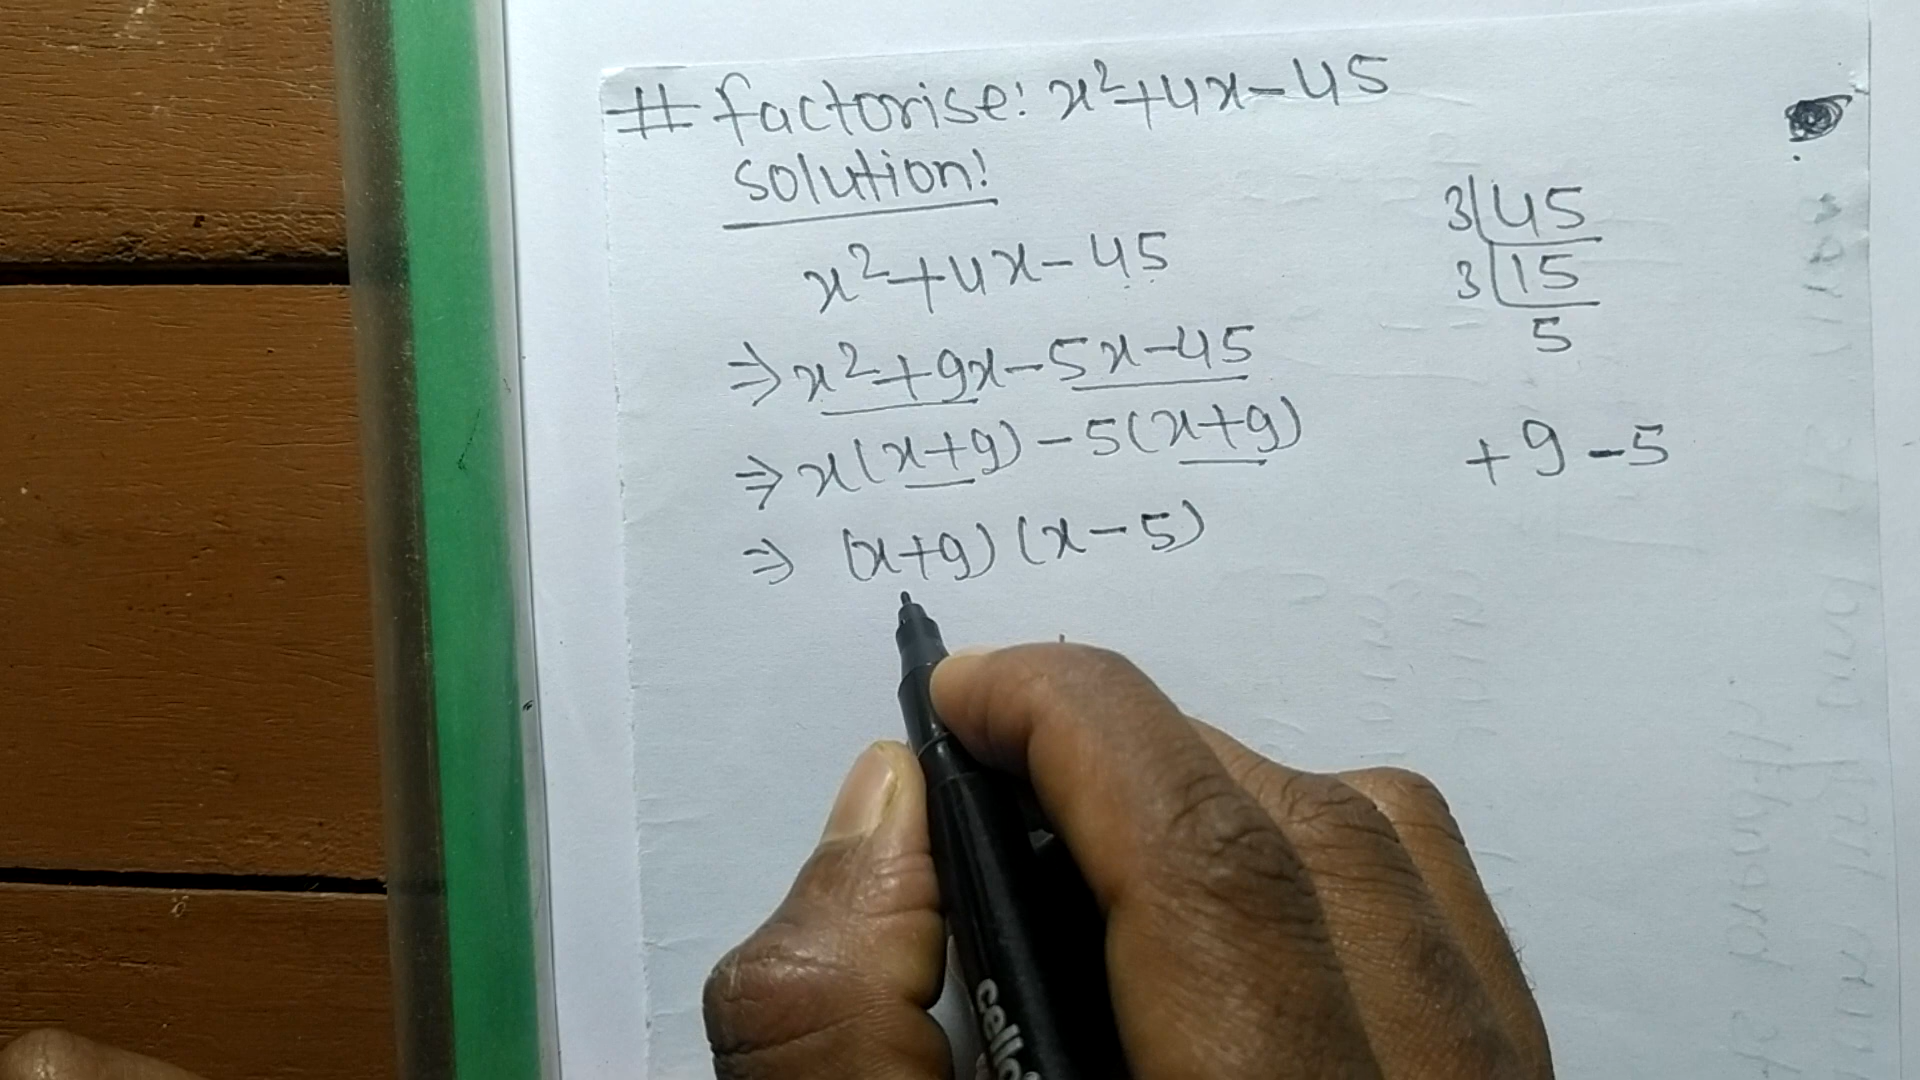 # factorise: x²+4x-45
solution:
x²+4x-45
⇒x²+9x-5x-45
⇒x(x+9)-5(x+9)
⇒ (x+9)(x-5)
3|45
3|15
5
+9-5
cello